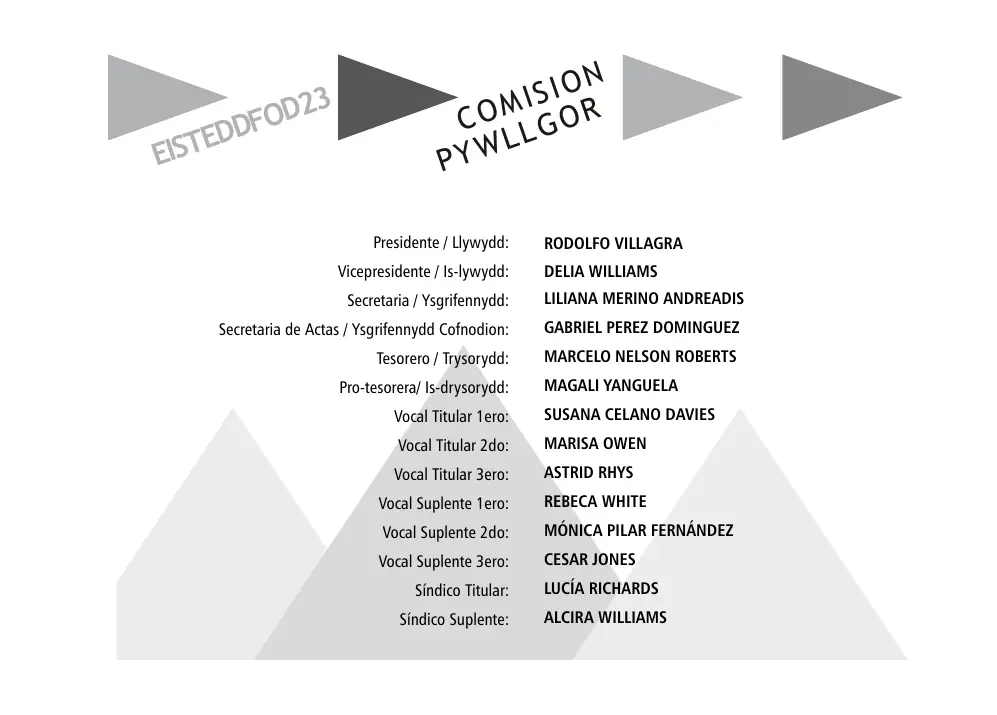 EISTEDDFOD23
COMISION
PYWLLGOR
Presidente / Llywydd: RODOLFO VILLAGRA
Vicepresidente / Is-lywydd: DELIA WILLIAMS
Secretaria / Ysgrifennydd: LILIANA MERINO ANDREADIS
Secretaria de Actas / Ysgrifennydd Cofnodion: GABRIEL PEREZ DOMINGUEZ
Tesorero / Trysorydd: MARCELO NELSON ROBERTS
Pro-tesorera/ Is-drysorydd: MAGALI YANGUELA
Vocal Titular 1ero: SUSANA CELANO DAVIES
Vocal Titular 2do: MARISA OWEN
Vocal Titular 3ero: ASTRID RHYS
Vocal Suplente 1ero: REBECA WHITE
Vocal Suplente 2do: MÓNICA PILAR FERNÁNDEZ
Vocal Suplente 3ero: CESAR JONES
Síndico Titular: LUCÍA RICHARDS
Síndico Suplente: ALCIRA WILLIAMS